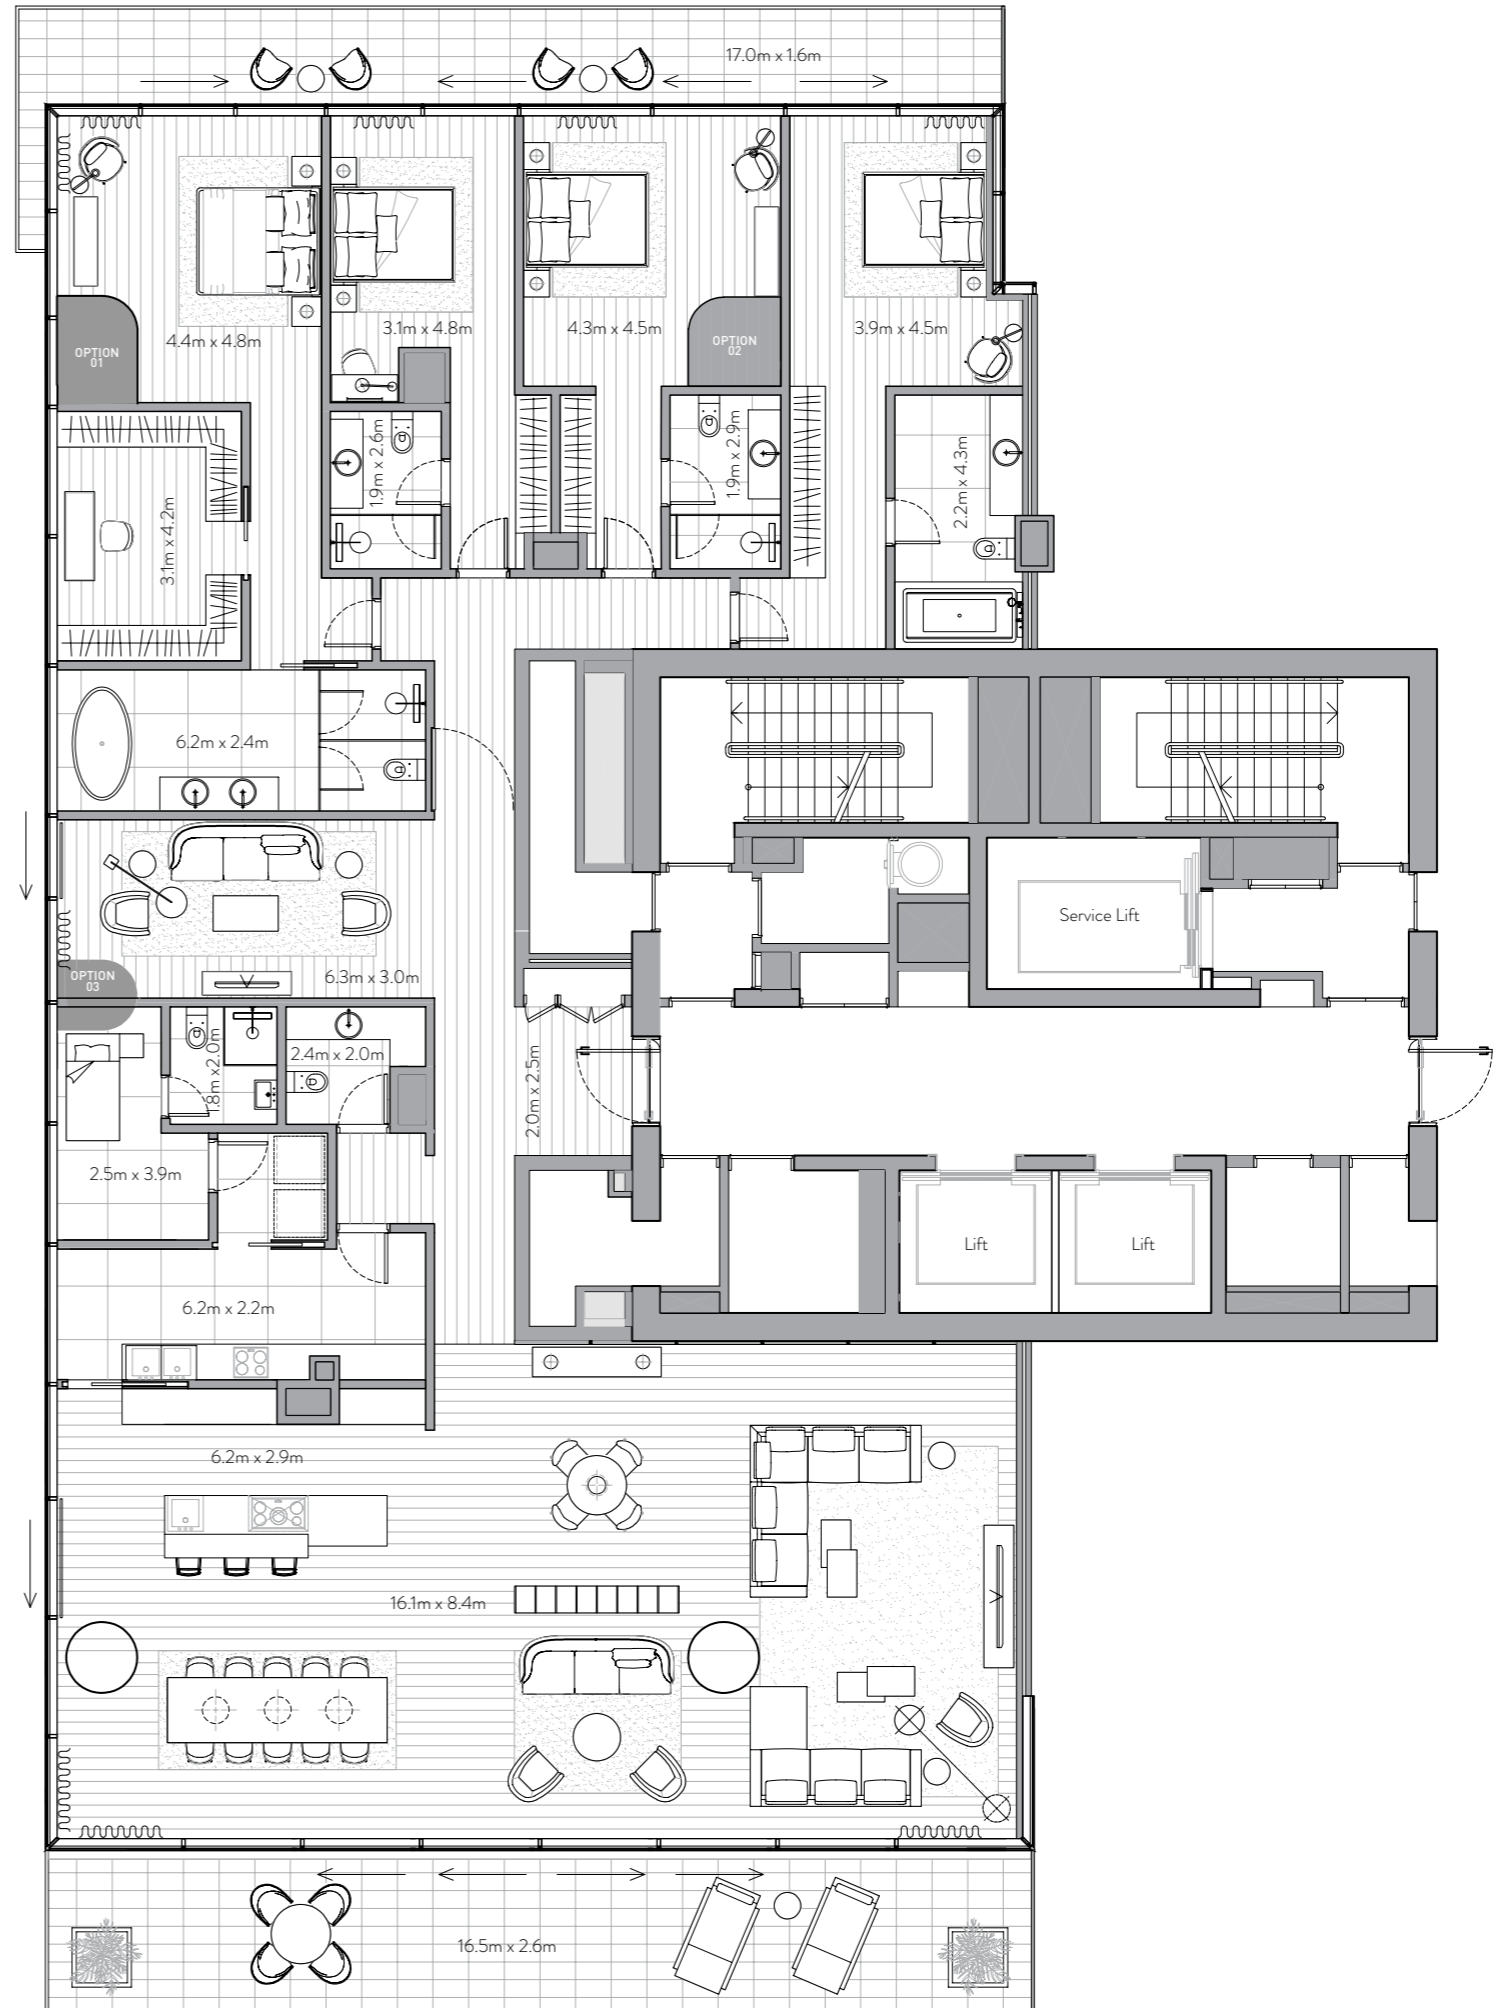 17.0m x 1.6m
4.4m x 4.8m
3.1m x 4.8m
4.3m x 4.5m
3.9m x 4.5m
OPTION
01
OPTION
02
1.9m x 2.6m
1.9m x 2.9m
2.2m x 4.3m
3.1m x 4.2m
6.2m x 2.4m
Service Lift
6.3m x 3.0m
OPTION
03
1.8m x 2.0m
2.4m x 2.0m
2.0m x 2.5m
2.5m x 3.9m
Lift
Lift
6.2m x 2.2m
6.2m x 2.9m
16.1m x 8.4m
16.5m x 2.6m